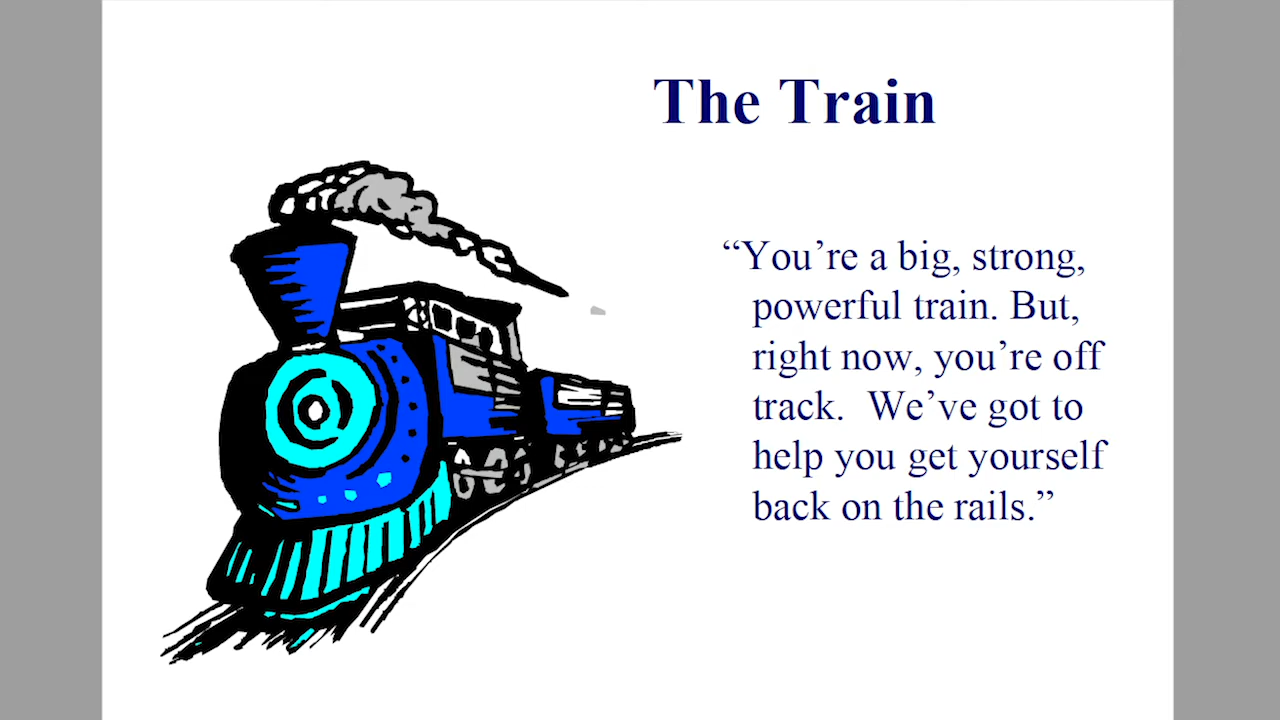 The Train
“You’re a big, strong,
powerful train. But,
right now, you’re off
track.  We’ve got to
help you get yourself
back on the rails.”